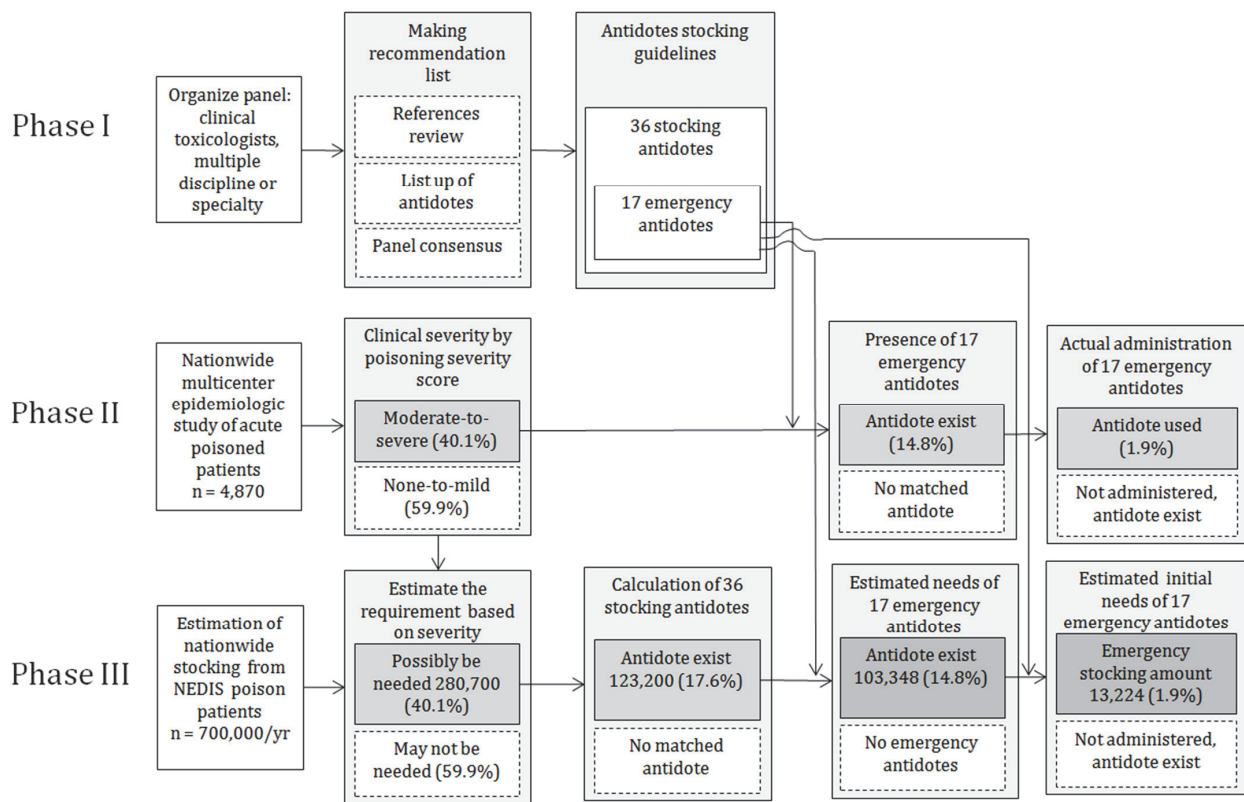 Phase I
Organize panel:
clinical
toxicologists,
multiple
discipline or
specialty
Making
recommendation
list
References
review
List up of
antidotes
Panel consensus
Antidotes stocking
guidelines
36 stocking
antidotes
17 emergency
antidotes
Phase II
Nationwide
multicenter
epidemiologic
study of acute
poisoned
patients
n = 4,870
Clinical severity by
poisoning severity
score
Moderate-to-
severe (40.1%)
None-to-mild
(59.9%)
Presence of 17
emergency
antidotes
Antidote exist
(14.8%)
No matched
antidote
Actual administration
of 17 emergency
antidotes
Antidote used
(1.9%)
Not administered,
antidote exist
Phase III
Estimation of
nationwide
stocking from
NEDIS poison
patients
n = 700,000/yr
Estimate the
requirement based
on severity
Possibly be
needed 280,700
(40.1%)
May not be
needed (59.9%)
Calculation of 36
stocking antidotes
Antidote exist
123,200 (17.6%)
No matched
antidote
Estimated needs of
17 emergency
antidotes
Antidote exist
103,348 (14.8%)
No emergency
antidotes
Estimated initial
needs of 17
emergency antidotes
Emergency
stocking amount
13,224 (1.9%)
Not administered,
antidote exist